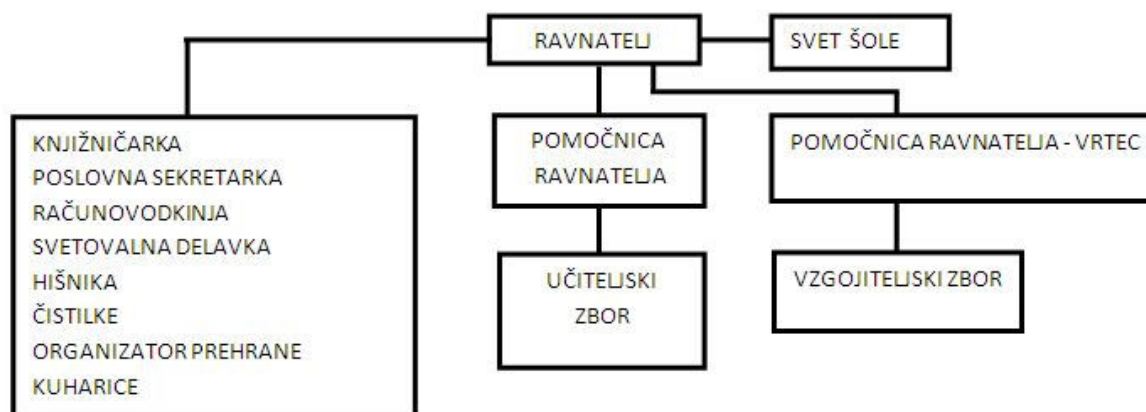 RAVNATELJ
SVET ŠOLE
KNJIŽNIČARKA
POSLOVNA SEKRETARKA
RAČUNOVODKINJA
SVETOVALNA DELAVKA
HIŠNIKA
ČISTILKE
ORGANIZATOR PREHRANE
KUHARICE
POMOČNICA
RAVNATELJA
POMOČNICA RAVNATELJA - VRTEC
UČITELJSKI
ZBOR
VZGOJITELJSKI ZBOR